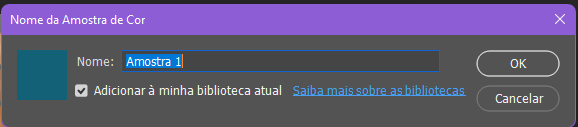 Nome da Amostra de Cor
Nome: Amostra 1
OK
Adicionar à minha biblioteca atual Saiba mais sobre as bibliotecas
Cancelar